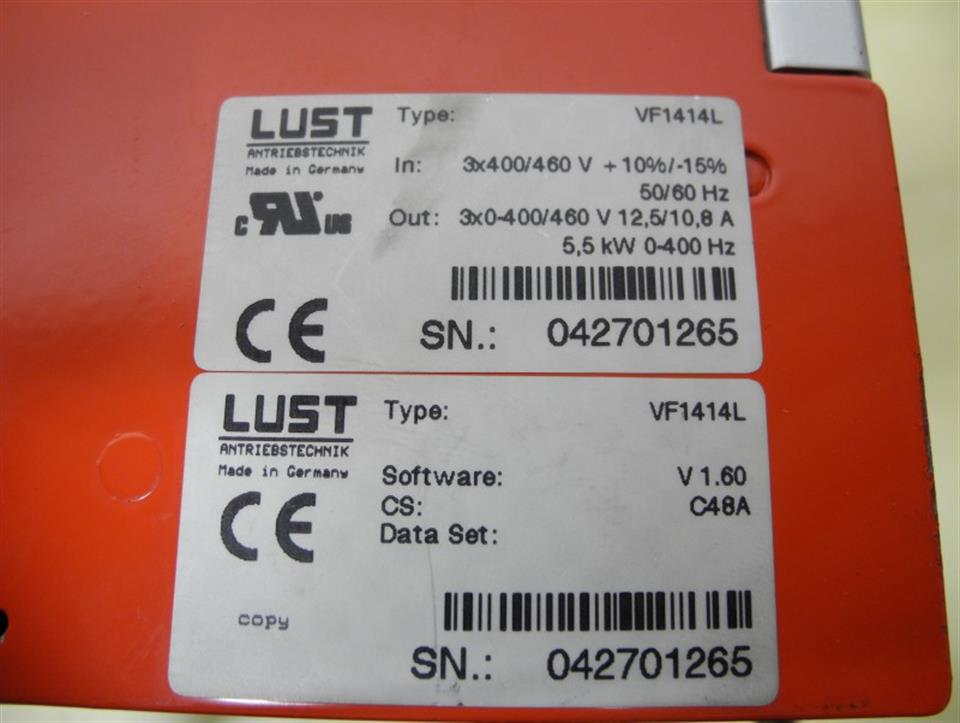 LUST
ANTRIEBSTECHNIK
Made in Germany
Type: VF1414L
In: 3x400/460 V +10%/-15%
50/60 Hz
Out: 3x0-400/460 V 12,5/10,8 A
5,5 kW 0-400 Hz
c RU US
CE
SN.: 042701265
LUST
ANTRIEBSTECHNIK
Made in Germany
Type: VF1414L
Software: V 1.60
CS: C48A
Data Set:
CE
copy
SN.: 042701265